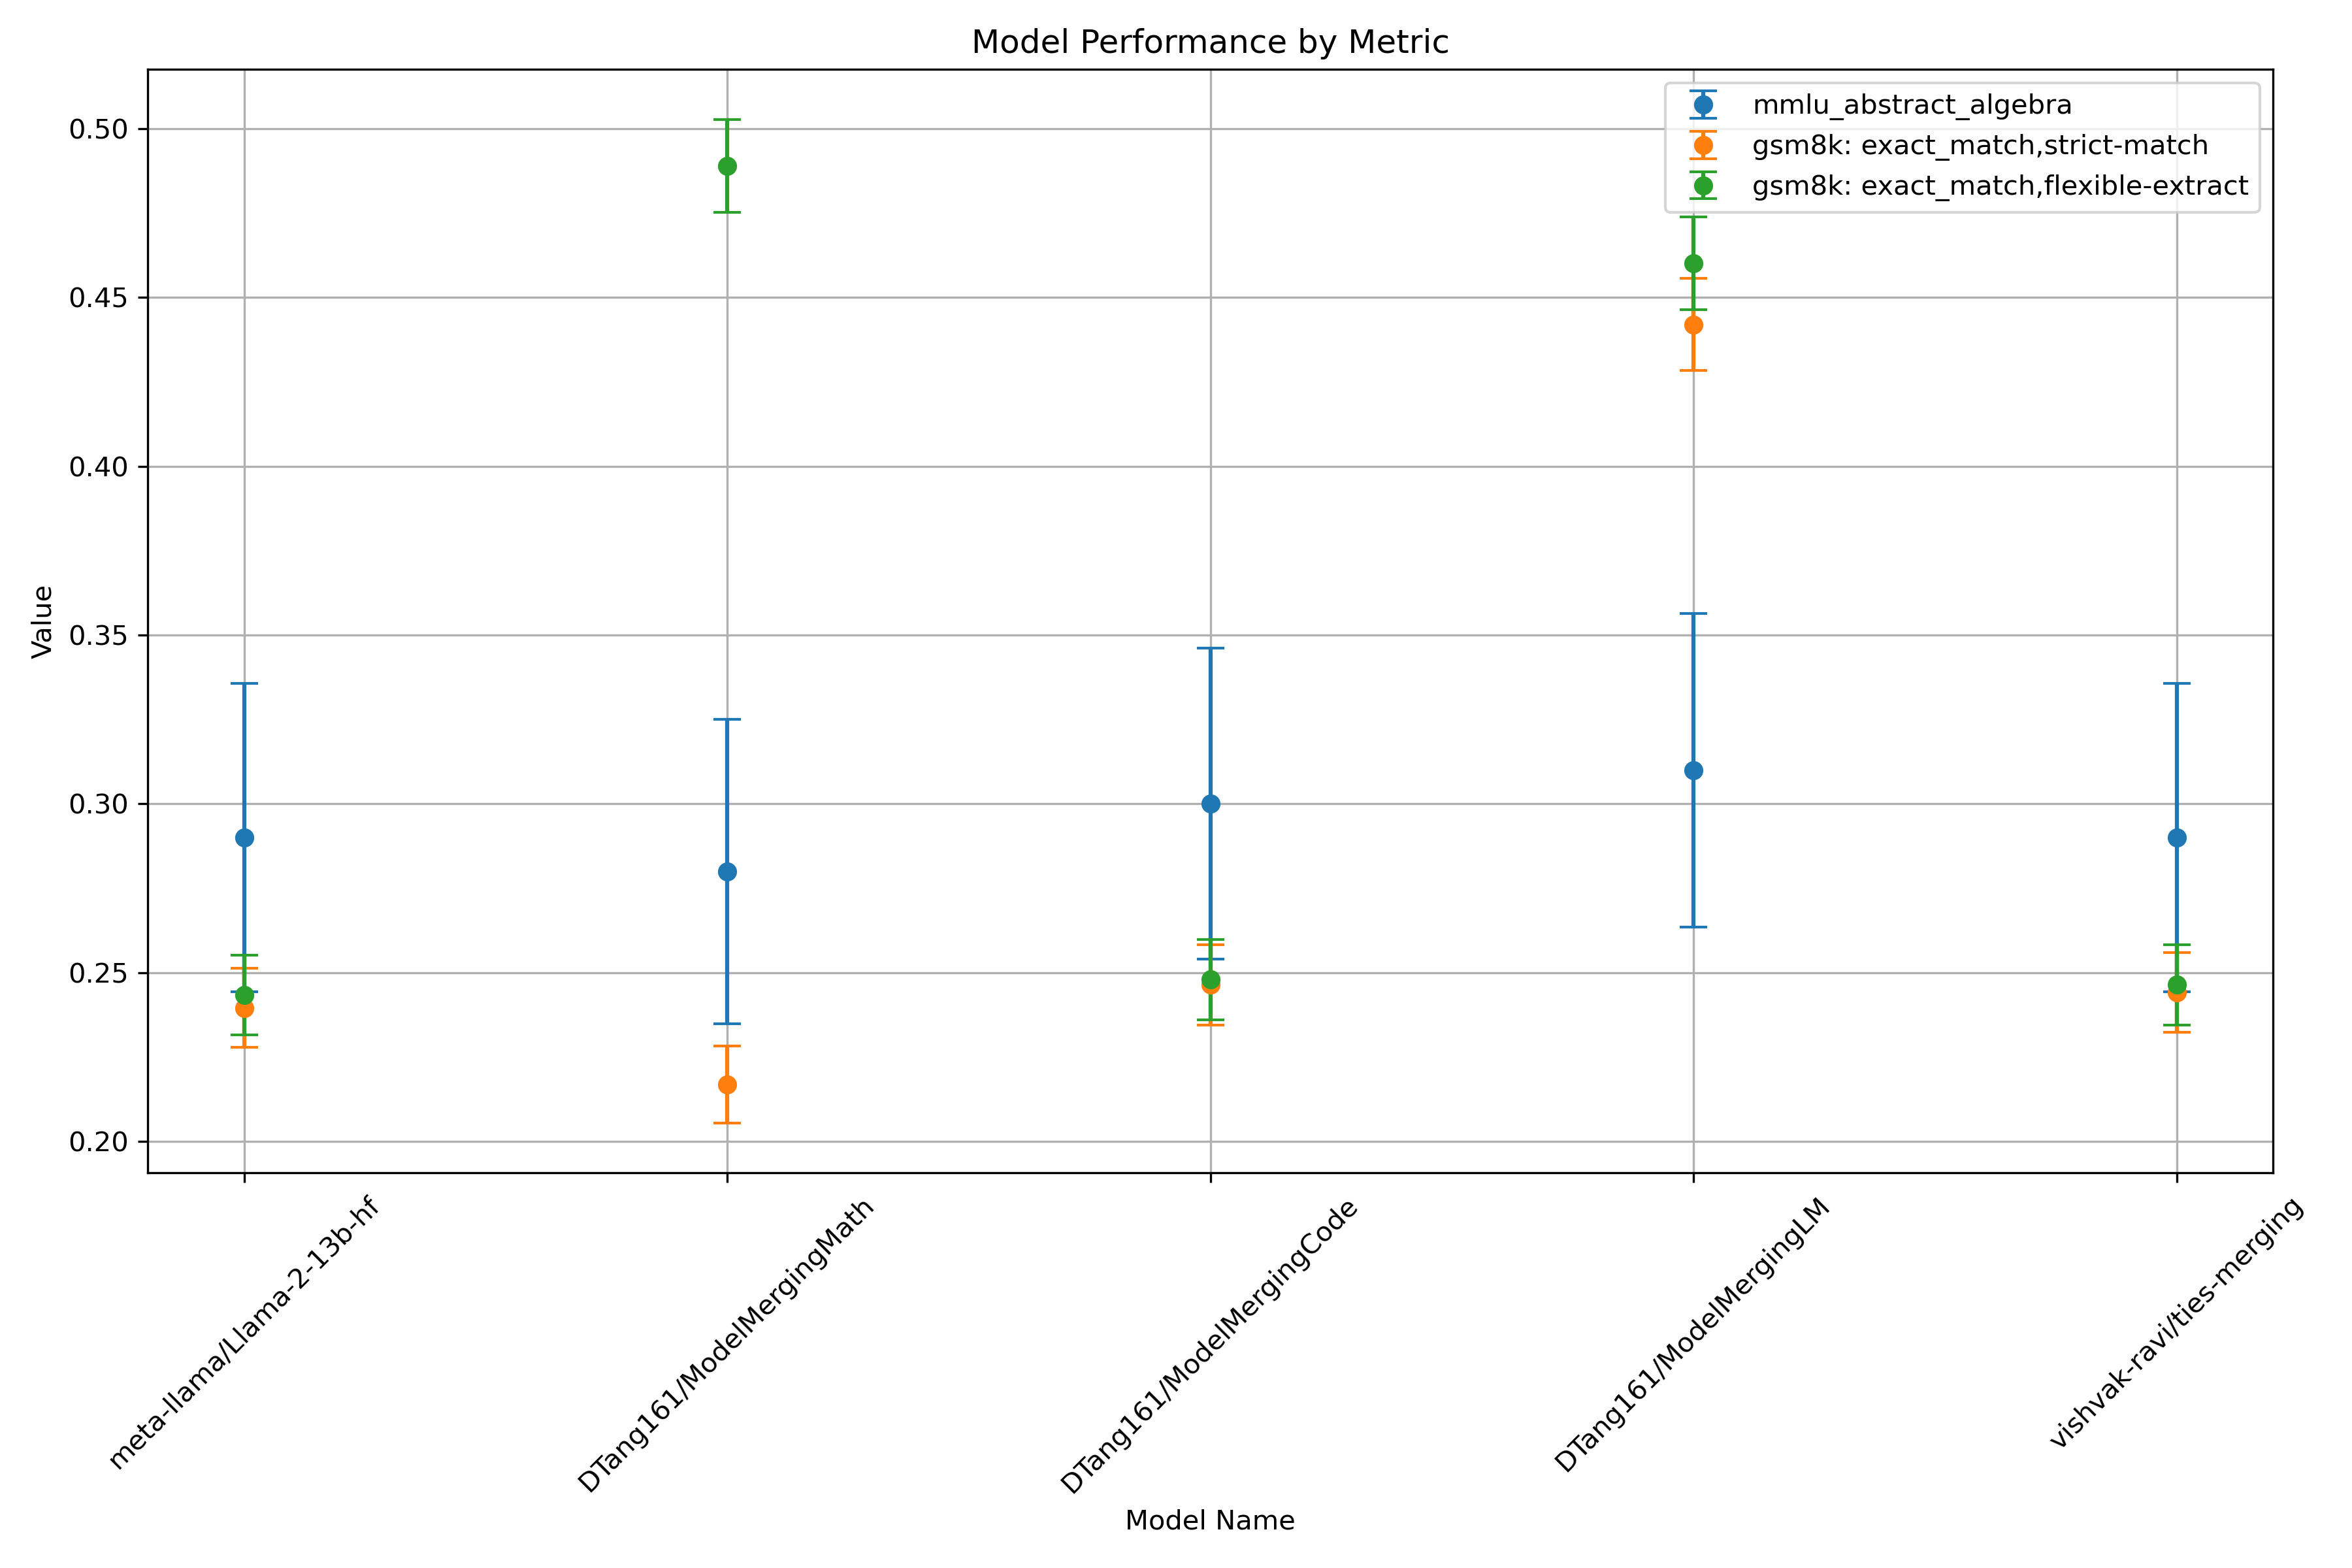 Model Performance by Metric
mmlu_abstract_algebra
gsm8k: exact_match,strict-match
gsm8k: exact_match,flexible-extract
Value
0.50
0.45
0.40
0.35
0.30
0.25
0.20
meta-llama/Llama-2-13b-hf
DTang161/ModelMergingMath
DTang161/ModelMergingCode
DTang161/ModelMergingLM
vishvak-ravi/ties-merging
Model Name